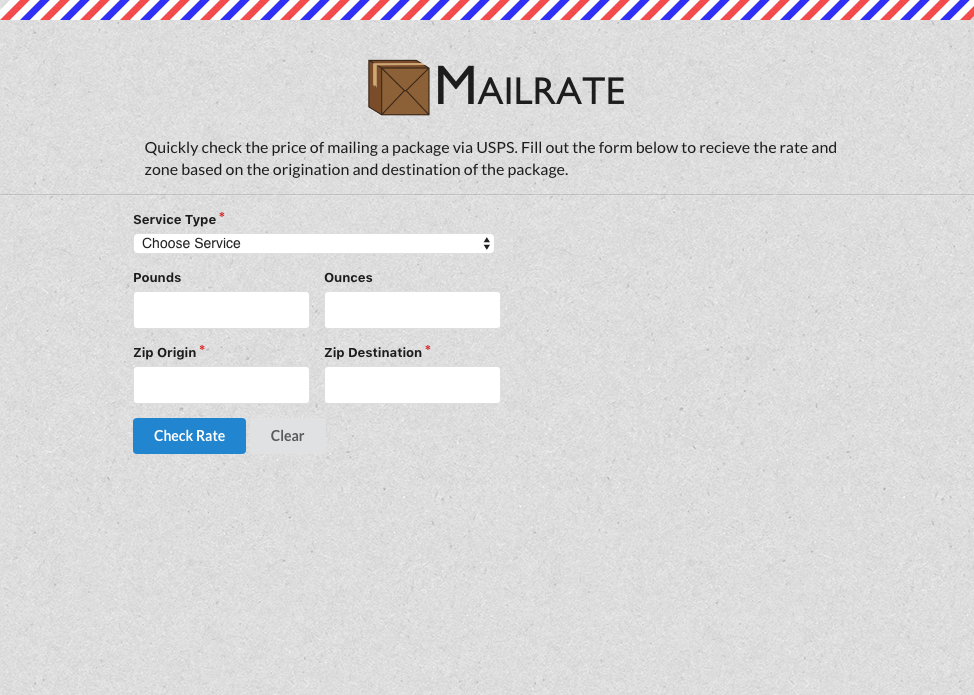 MAILRATE
Quickly check the price of mailing a package via USPS. Fill out the form below to recieve the rate and
zone based on the origination and destination of the package.
Service Type *
Choose Service
Pounds Ounces
Zip Origin * Zip Destination *
Check Rate Clear